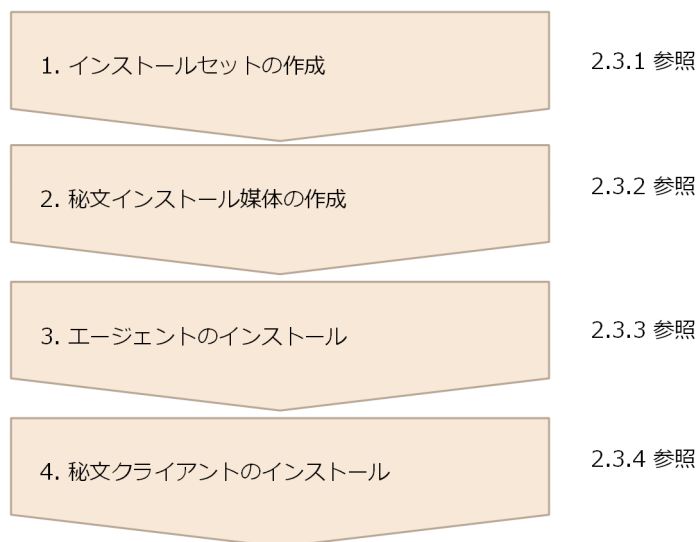 1. インストールセットの作成
2.3.1 参照
2. 秘文インストール媒体の作成
2.3.2 参照
3. エージェントのインストール
2.3.3 参照
4. 秘文クライアントのインストール
2.3.4 参照